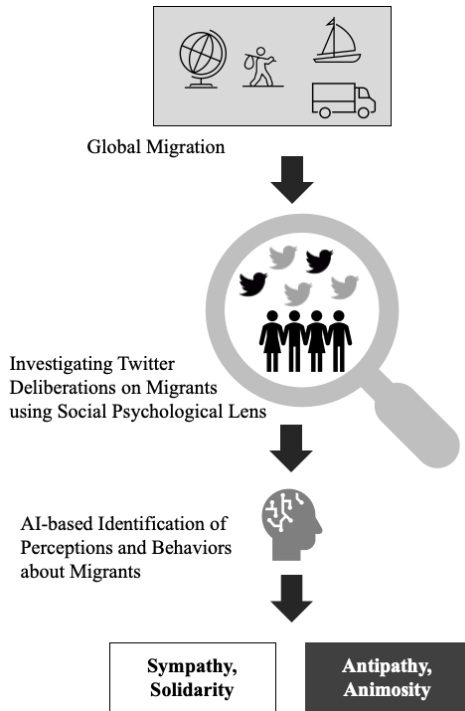 Global Migration
Investigating Twitter
Deliberations on Migrants
using Social Psychological Lens
AI-based Identification of
Perceptions and Behaviors
about Migrants
Sympathy,
Solidarity
Antipathy,
Animosity